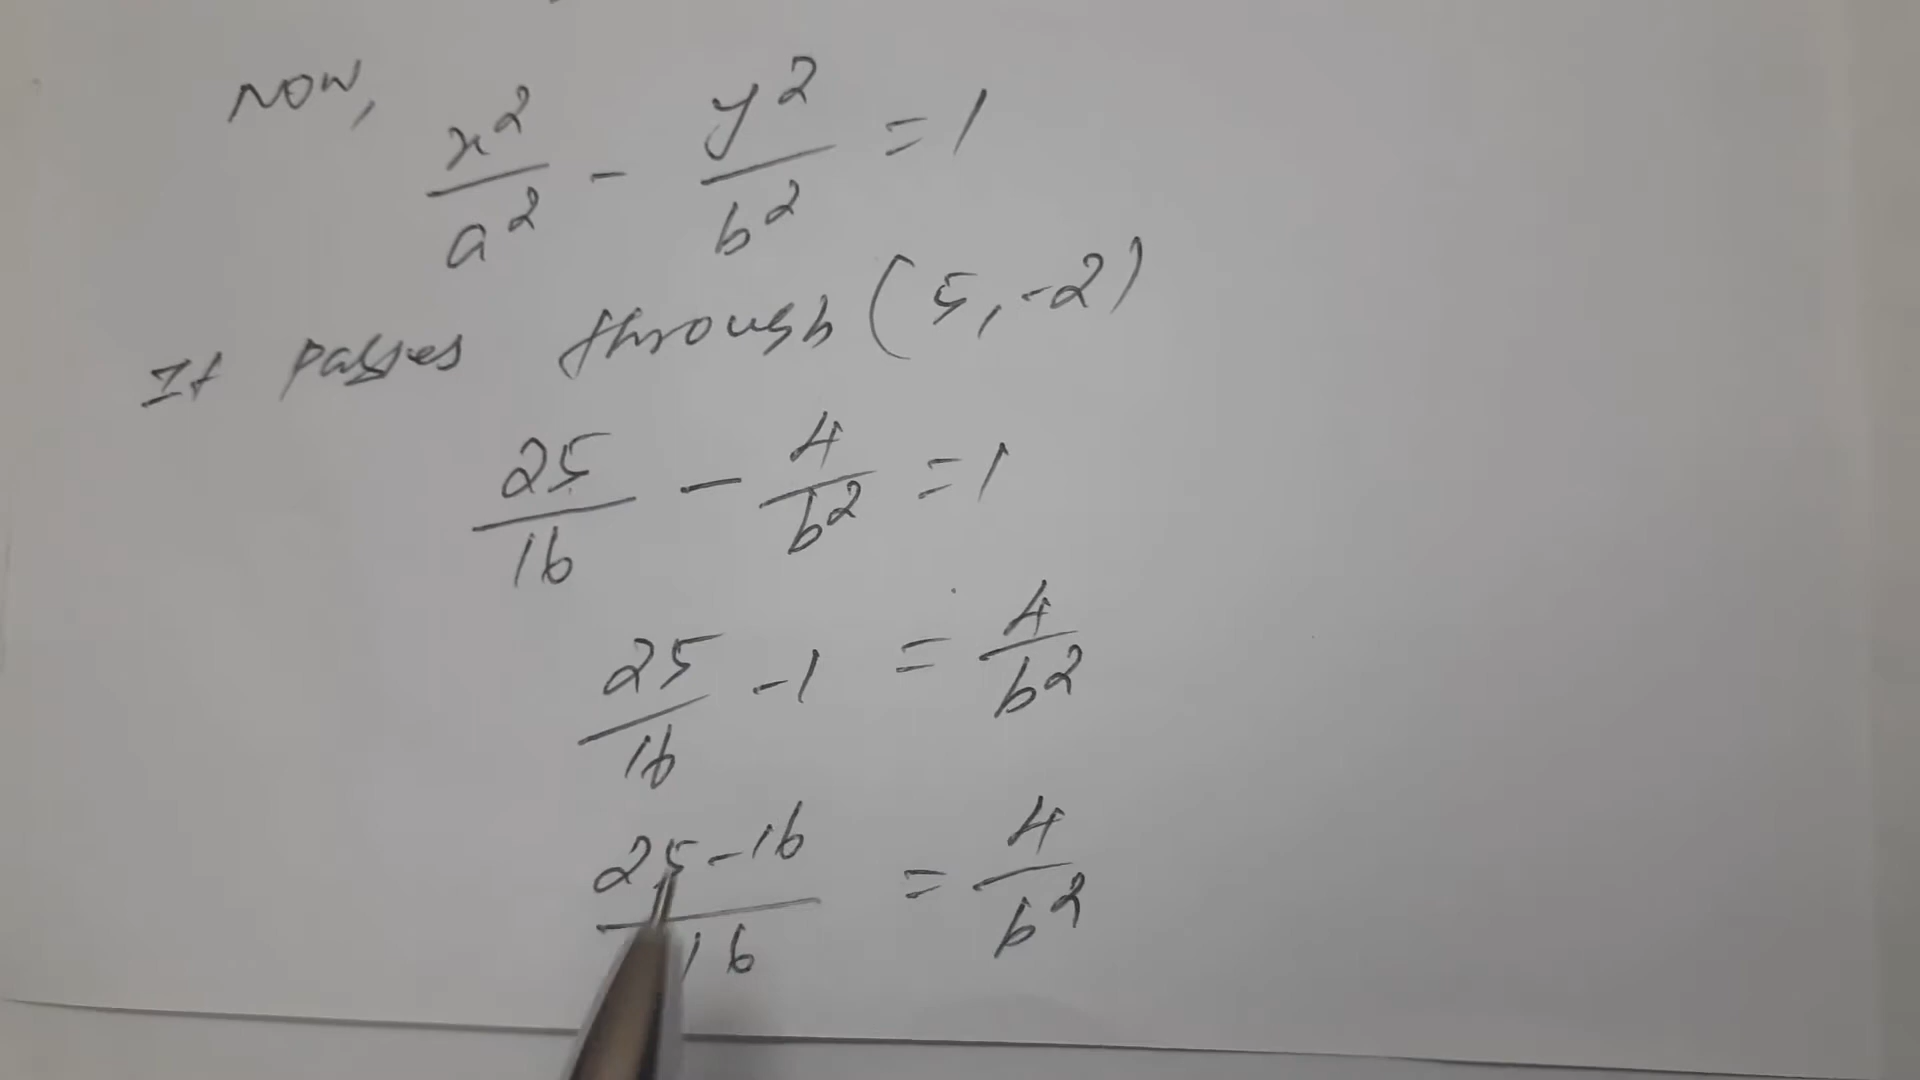 NOW,
x²/a² - y²/b² = 1
It passes through (5, -2)
25/16 - 4/b² = 1
25/16 - 1 = 4/b²
25-16/16 = 4/b²